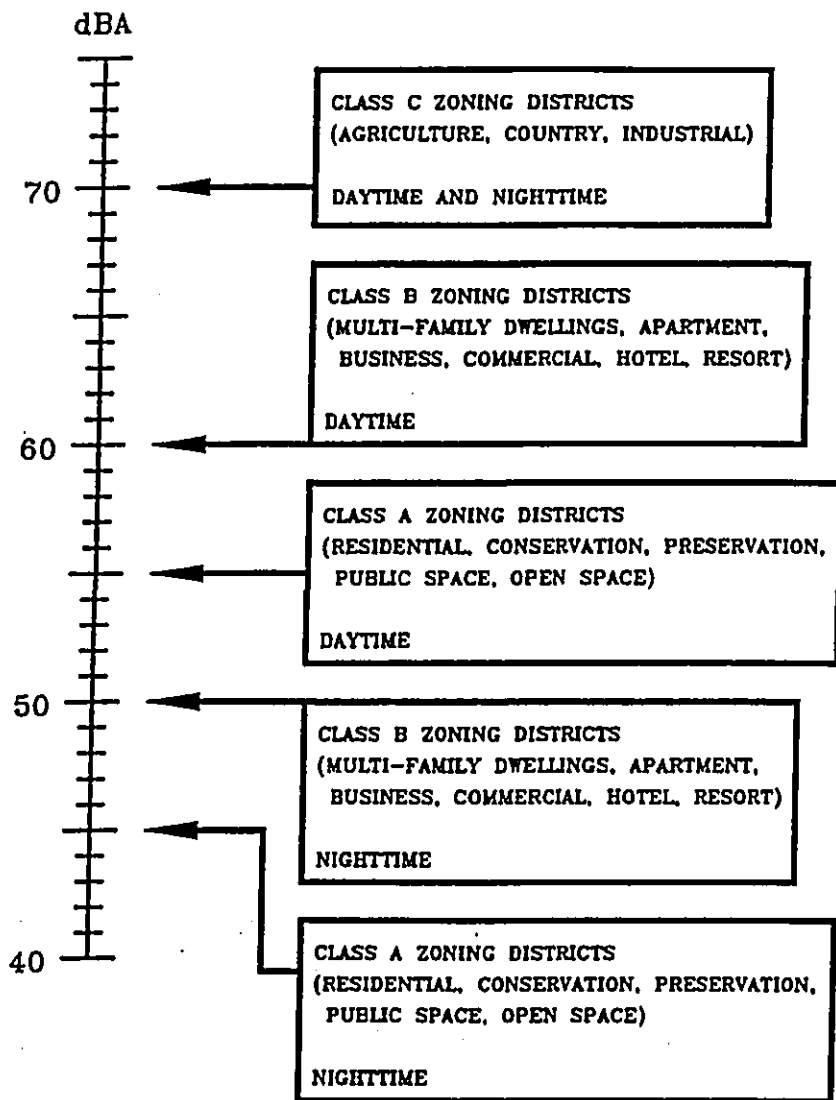 dBA
CLASS C ZONING DISTRICTS
(AGRICULTURE, COUNTRY, INDUSTRIAL)
70
DAYTIME AND NIGHTTIME
CLASS B ZONING DISTRICTS
(MULTI-FAMILY DWELLINGS, APARTMENT,
BUSINESS, COMMERCIAL, HOTEL, RESORT)
DAYTIME
60
CLASS A ZONING DISTRICTS
(RESIDENTIAL, CONSERVATION, PRESERVATION,
PUBLIC SPACE, OPEN SPACE)
DAYTIME
50
CLASS B ZONING DISTRICTS
(MULTI-FAMILY DWELLINGS, APARTMENT,
BUSINESS, COMMERCIAL, HOTEL, RESORT)
NIGHTTIME
40
CLASS A ZONING DISTRICTS
(RESIDENTIAL, CONSERVATION, PRESERVATION,
PUBLIC SPACE, OPEN SPACE)
NIGHTTIME